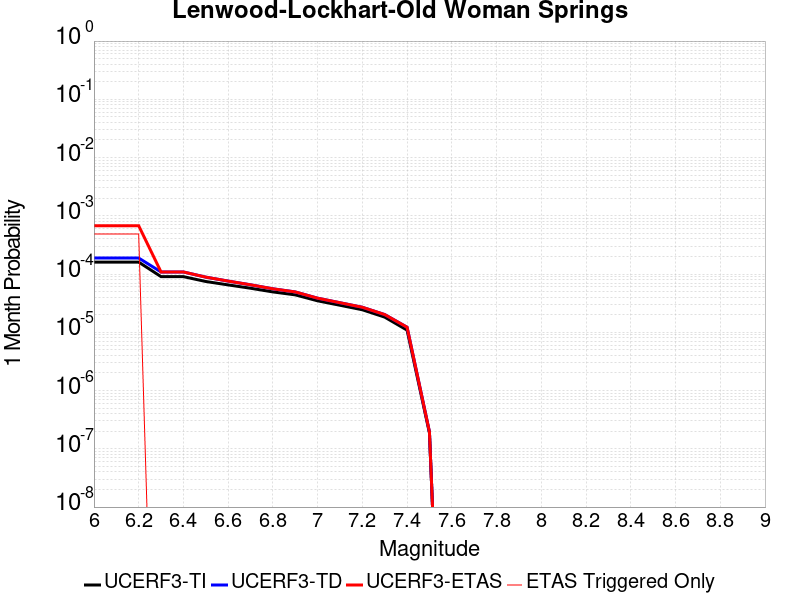 Lenwood-Lockhart-Old Woman Springs
10^0
10^-1
10^-2
10^-3
10^-4
10^-5
10^-6
10^-7
10^-8
1 Month Probability
6 6.2 6.4 6.6 6.8 7 7.2 7.4 7.6 7.8 8 8.2 8.4 8.6 8.8 9
Magnitude
UCERF3-TI UCERF3-TD UCERF3-ETAS ETAS Triggered Only